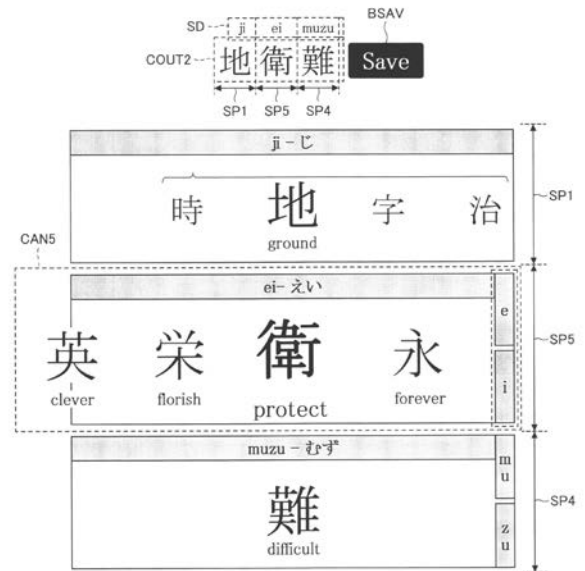 BSAV
SD
ji ei muzu
COUT2
地 衛 難
Save
SP1 SP5 SP4
ji－じ
時 地 字 治
ground
SP1
CAN5
ei－えい
英 栄 衛 永
clever florish protect forever
e
i
SP5
muzu－むず
難
difficult
mu
zu
SP4